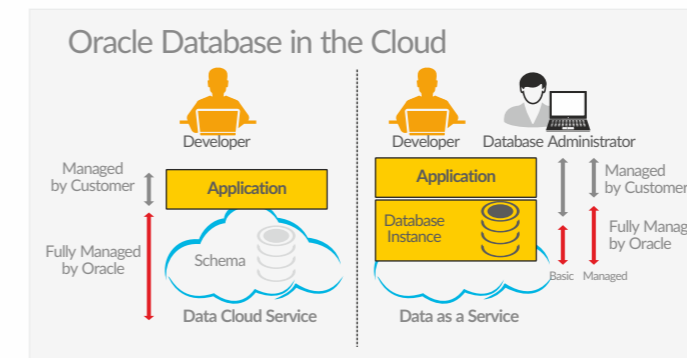 Oracle Database in the Cloud
Developer
Managed
by Customer
Application
Fully Managed
by Oracle
Schema
Data Cloud Service
Developer
Database Administrator
Application
Database
Instance
Managed
by Customer
Fully Manag
by Oracle
Basic
Managed
Data as a Service